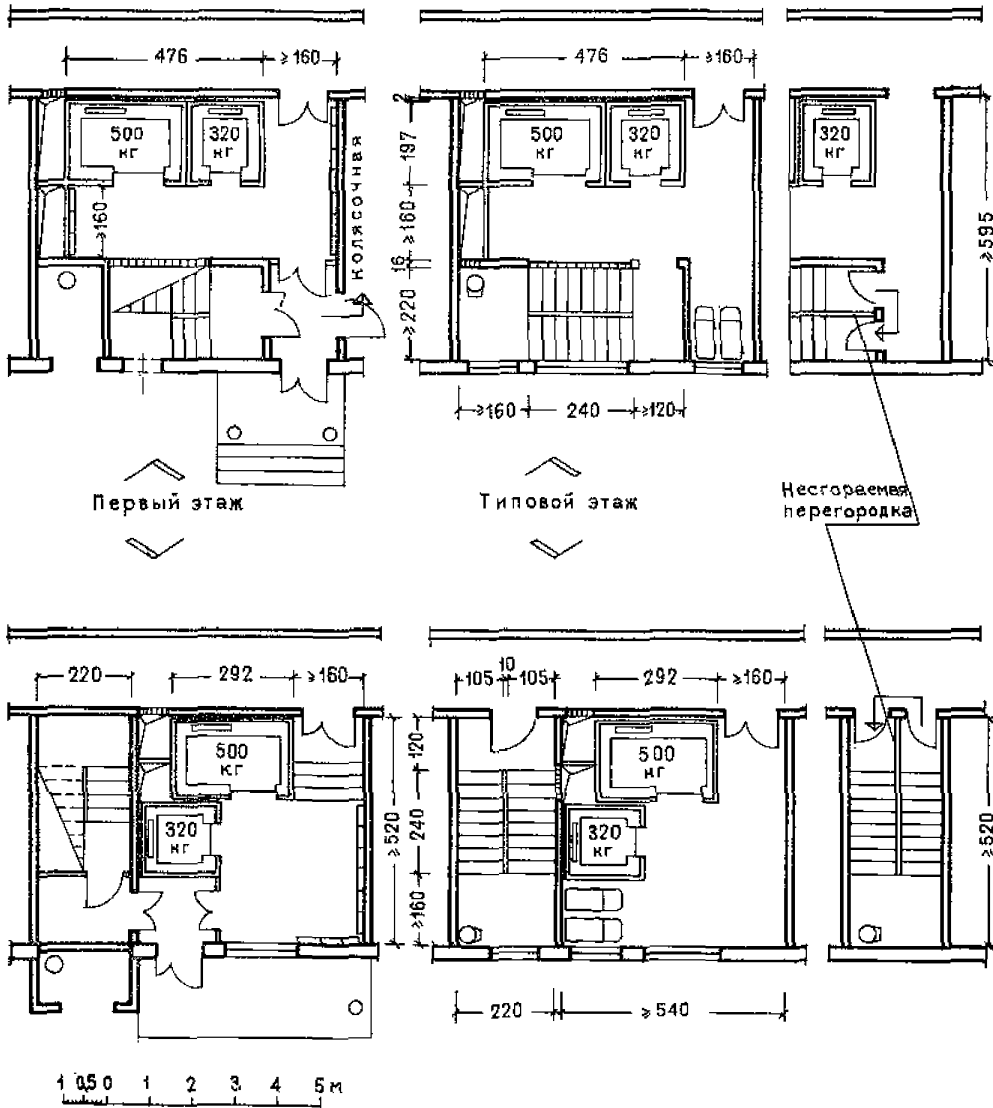 476 ≥160
500 кг
320 кг
≥160
колясочная
476 ≥160
2
197
≥160
16
≥220
500 кг
320 кг
≥160 240 ≥120
320 кг
≥595
Первый этаж
Типовой этаж
Несгораемая
перегородка
220 292 ≥160
500
кг
320
кг
≥520
105 10 105 292 ≥160
120
240
≥160
500
кг
320
кг
220 ≥540
≥520
1 0,5 0 1 2 3 4 5 м